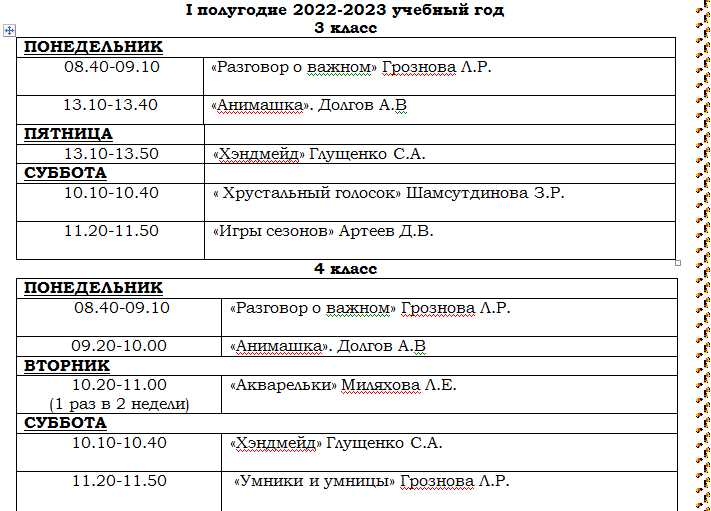 I полугодие 2022-2023 учебный год
3 класс
ПОНЕДЕЛЬНИК
08.40-09.10 «Разговор о важном» Грознова Л.Р.
13.10-13.40 «Анимашка». Долгов А.В
ПЯТНИЦА
13.10-13.50 «Хэндмейд» Глущенко С.А.
СУББОТА
10.10-10.40 « Хрустальный голосок» Шамсутдинова З.Р.
11.20-11.50 «Игры сезонов» Артеев Д.В.
4 класс
ПОНЕДЕЛЬНИК
08.40-09.10 «Разговор о важном» Грознова Л.Р.
09.20-10.00 «Анимашка». Долгов А.В
ВТОРНИК
10.20-11.00 «Акварельки» Миляхова Л.Е.
(1 раз в 2 недели)
СУББОТА
10.10-10.40 «Хэндмейд» Глущенко С.А.
11.20-11.50 «Умники и умницы» Грознова Л.Р.